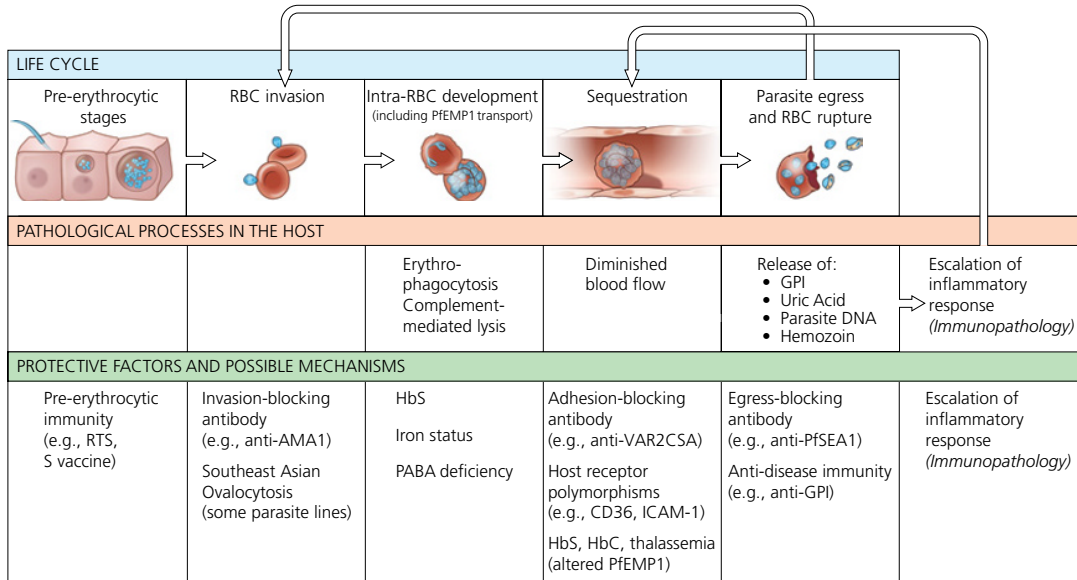 LIFE CYCLE
Pre-erythrocytic
stages
RBC invasion
Intra-RBC development
(including PfEMP1 transport)
Sequestration
Parasite egress
and RBC rupture
PATHOLOGICAL PROCESSES IN THE HOST
Erythro-
phagocytosis
Complement-
mediated lysis
Diminished
blood flow
Release of:
• GPI
• Uric Acid
• Parasite DNA
• Hemozoin
Escalation of
inflammatory
response
(Immunopathology)
PROTECTIVE FACTORS AND POSSIBLE MECHANISMS
Pre-erythrocytic
immunity
(e.g., RTS,
S vaccine)
Invasion-blocking
antibody
(e.g., anti-AMA1)
Southeast Asian
Ovalocytosis
(some parasite lines)
HbS
Iron status
PABA deficiency
Adhesion-blocking
antibody
(e.g., anti-VAR2CSA)
Host receptor
polymorphisms
(e.g., CD36, ICAM-1)
HbS, HbC, thalassemia
(altered PfEMP1)
Egress-blocking
antibody
(e.g., anti-PfSEA1)
Anti-disease immunity
(e.g., anti-GPI)
Escalation of
inflammatory
response
(Immunopathology)